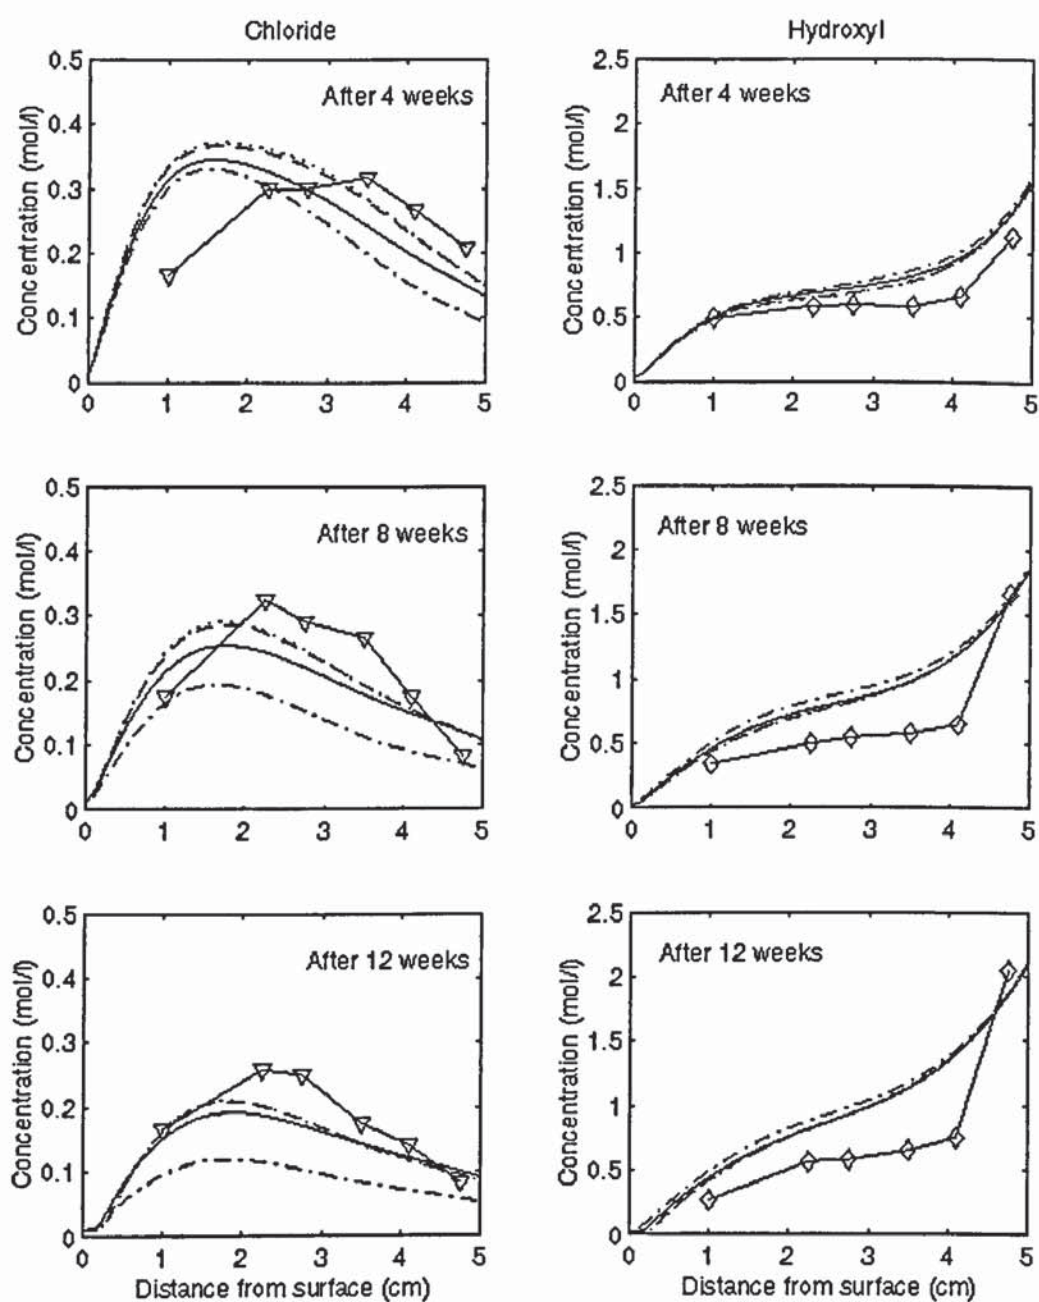 Chloride
Hydroxyl
0.5
0.4
0.3
0.2
0.1
0
Concentration (mol/l)
After 4 weeks
0 1 2 3 4 5
2.5
2
1.5
1
0.5
0
Concentration (mol/l)
After 4 weeks
0 1 2 3 4 5
0.5
0.4
0.3
0.2
0.1
0
Concentration (mol/l)
After 8 weeks
0 1 2 3 4 5
2.5
2
1.5
1
0.5
0
Concentration (mol/l)
After 8 weeks
0 1 2 3 4 5
0.5
0.4
0.3
0.2
0.1
0
Concentration (mol/l)
After 12 weeks
0 1 2 3 4 5
Distance from surface (cm)
2.5
2
1.5
1
0.5
0
Concentration (mol/l)
After 12 weeks
0 1 2 3 4 5
Distance from surface (cm)